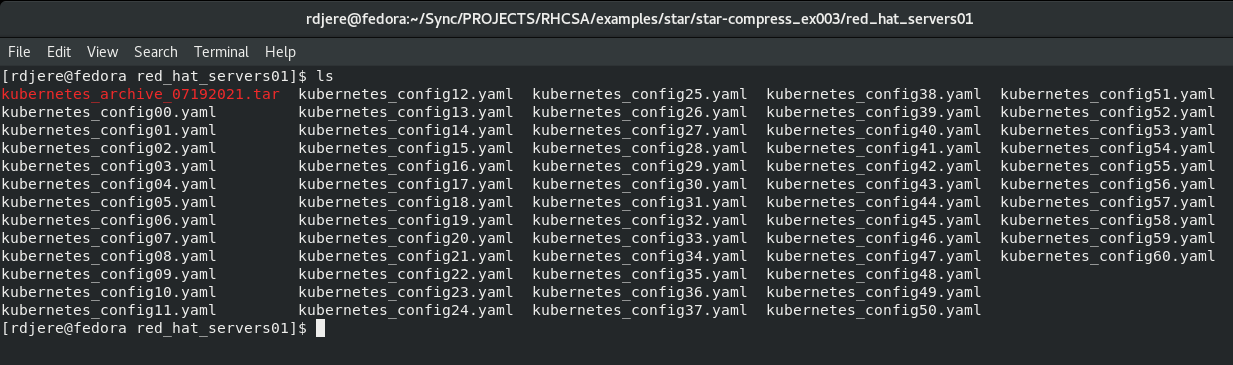 rdjere@fedora:~/Sync/PROJECTS/RHCSA/examples/star/star-compress_ex003/red_hat_servers01
File Edit View Search Terminal Help
[rdjere@fedora red_hat_servers01]$ ls
kubernetes_archive_07192021.tar kubernetes_config12.yaml kubernetes_config25.yaml kubernetes_config38.yaml kubernetes_config51.yaml
kubernetes_config00.yaml kubernetes_config13.yaml kubernetes_config26.yaml kubernetes_config39.yaml kubernetes_config52.yaml
kubernetes_config01.yaml kubernetes_config14.yaml kubernetes_config27.yaml kubernetes_config40.yaml kubernetes_config53.yaml
kubernetes_config02.yaml kubernetes_config15.yaml kubernetes_config28.yaml kubernetes_config41.yaml kubernetes_config54.yaml
kubernetes_config03.yaml kubernetes_config16.yaml kubernetes_config29.yaml kubernetes_config42.yaml kubernetes_config55.yaml
kubernetes_config04.yaml kubernetes_config17.yaml kubernetes_config30.yaml kubernetes_config43.yaml kubernetes_config56.yaml
kubernetes_config05.yaml kubernetes_config18.yaml kubernetes_config31.yaml kubernetes_config44.yaml kubernetes_config57.yaml
kubernetes_config06.yaml kubernetes_config19.yaml kubernetes_config32.yaml kubernetes_config45.yaml kubernetes_config58.yaml
kubernetes_config07.yaml kubernetes_config20.yaml kubernetes_config33.yaml kubernetes_config46.yaml kubernetes_config59.yaml
kubernetes_config08.yaml kubernetes_config21.yaml kubernetes_config34.yaml kubernetes_config47.yaml kubernetes_config60.yaml
kubernetes_config09.yaml kubernetes_config22.yaml kubernetes_config35.yaml kubernetes_config48.yaml
kubernetes_config10.yaml kubernetes_config23.yaml kubernetes_config36.yaml kubernetes_config49.yaml
kubernetes_config11.yaml kubernetes_config24.yaml kubernetes_config37.yaml kubernetes_config50.yaml
[rdjere@fedora red_hat_servers01]$